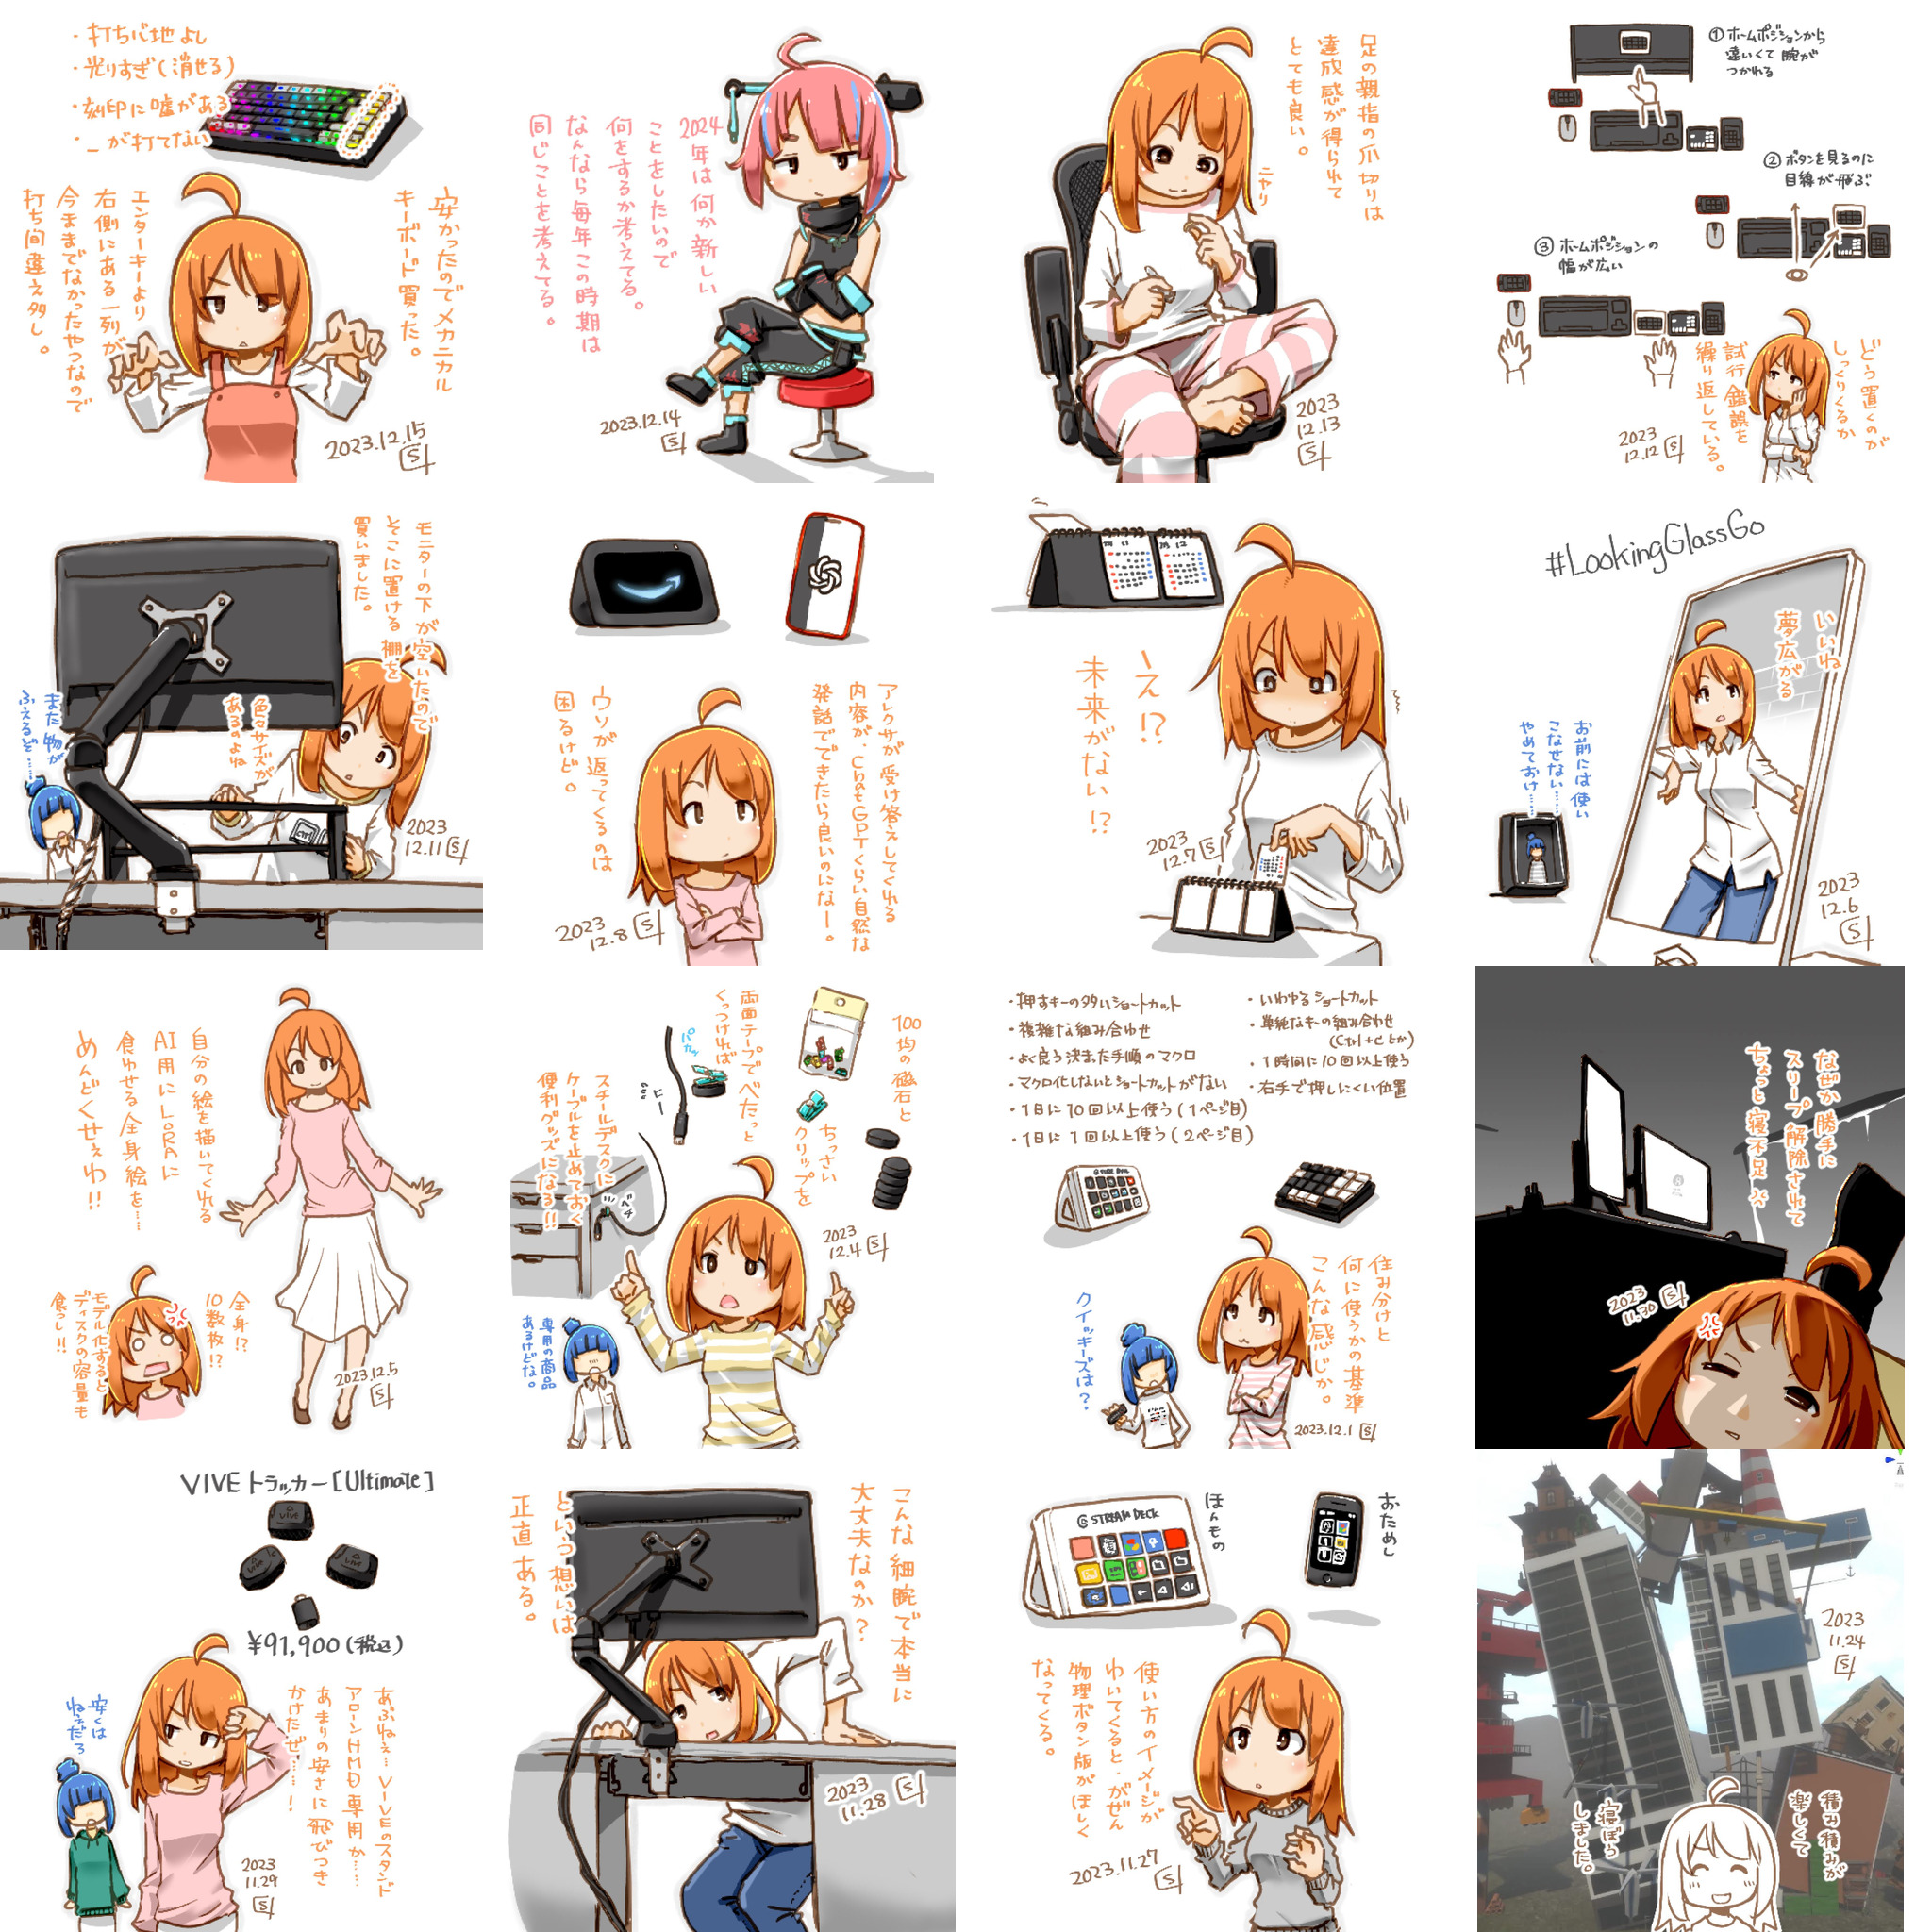 ・打ち心地よし
・光りすぎ(消せる)
・刻印に嘘がある
・_ が打てない
安かったのでメカニカル
キーボード買った。
エンターキーより
右側にある一列が、
今までなかったやつなので
打ち間違え多し。
2023.12.15
2024年は何か新しい
ことをしたいので
何をするか考えてる。
なんなら毎年この時期は
同じことを考えてる。
2023.12.14
足の親指の爪切りは
達成感が得られて
とても良い。
ニヤリ
2023
12.13
①ホームポジションから
遠いくて腕が
つかれる
②ボタンを見るのに
目線が飛ぶ
③ホームポジションの
幅が広い
どう置くのが
しっくりくるか
試行錯誤を
繰り返している。
2023
12.12
モニターの下が空いたので
そこに置ける棚を
買いました。
色々サイズが
あるのよね
また物が
ふえるぞ……
2023
12.11
アレクサが受け答えしてくれる
内容が、ChatGPTくらい自然な
発話でできたら良いのになー。
ウソが返ってくるのは
困るけど。
2023
12.8
え!?
未来がない!?
2023
12.7
#LookingGlassGo
いいね
夢広がる
お前には使い
こなせない……
やめておけ……
2023
12.6
自分の絵を描いてくれる
AI用にLoRAに
食わせる全身絵を……
めんどくせぇわ!!
全身!?
10数枚!?
モデル化すると
ディスクの容量も
食うし!!
2023.12.5
100均の磁石と
ちっさい
クリップを
両面テープでべたっと
くっつければ
パカッ
スチールデスクに
ケーブルを止めておく
便利グッズになる!!
ベチ
専用の商品
あるけどな。
2023
12.4
・押すキーの多いショートカット
・複雑な組み合わせ
・よく良う決まった手順のマクロ
・マクロ化しないとショートカットがない
・1日に10回以上使う(1ページ目)
・1日に1回以上使う(2ページ目)
・いわゆるショートカット
・単純なキーの組み合わせ
(Ctrl+Cとか)
・1時間に10回以上使う
・右手で押しにくい位置
STREAM DECK
住み分けと
何に使うかの基準
こんな感じか。
クイッキーズは?
2023.12.1
なぜか勝手に
スリープ解除されて
ちょっと寝不足
2023
11.30
VIVEトラッカー[Ultimate]
VIVE
VIVE
VIVE
¥91,900(税込)
あぶねぇ…VIVEのスタンド
アローンHMD専用か……
あまりの安さに飛びつき
かけたぜ……!
安くは
ねぇだろ
2023
11.29
こんな細腕で本当に
大丈夫なのか?
という想いは
正直ある。
2023
11.28
STREAM DECK
ほんもの
おためし
使い方のイメージが
わいてくると、がぜん
物理ボタン版がほしく
なってくる。
2023.11.27
2023
11.24
積み積みが
楽しくて
寝ぼう
しました。